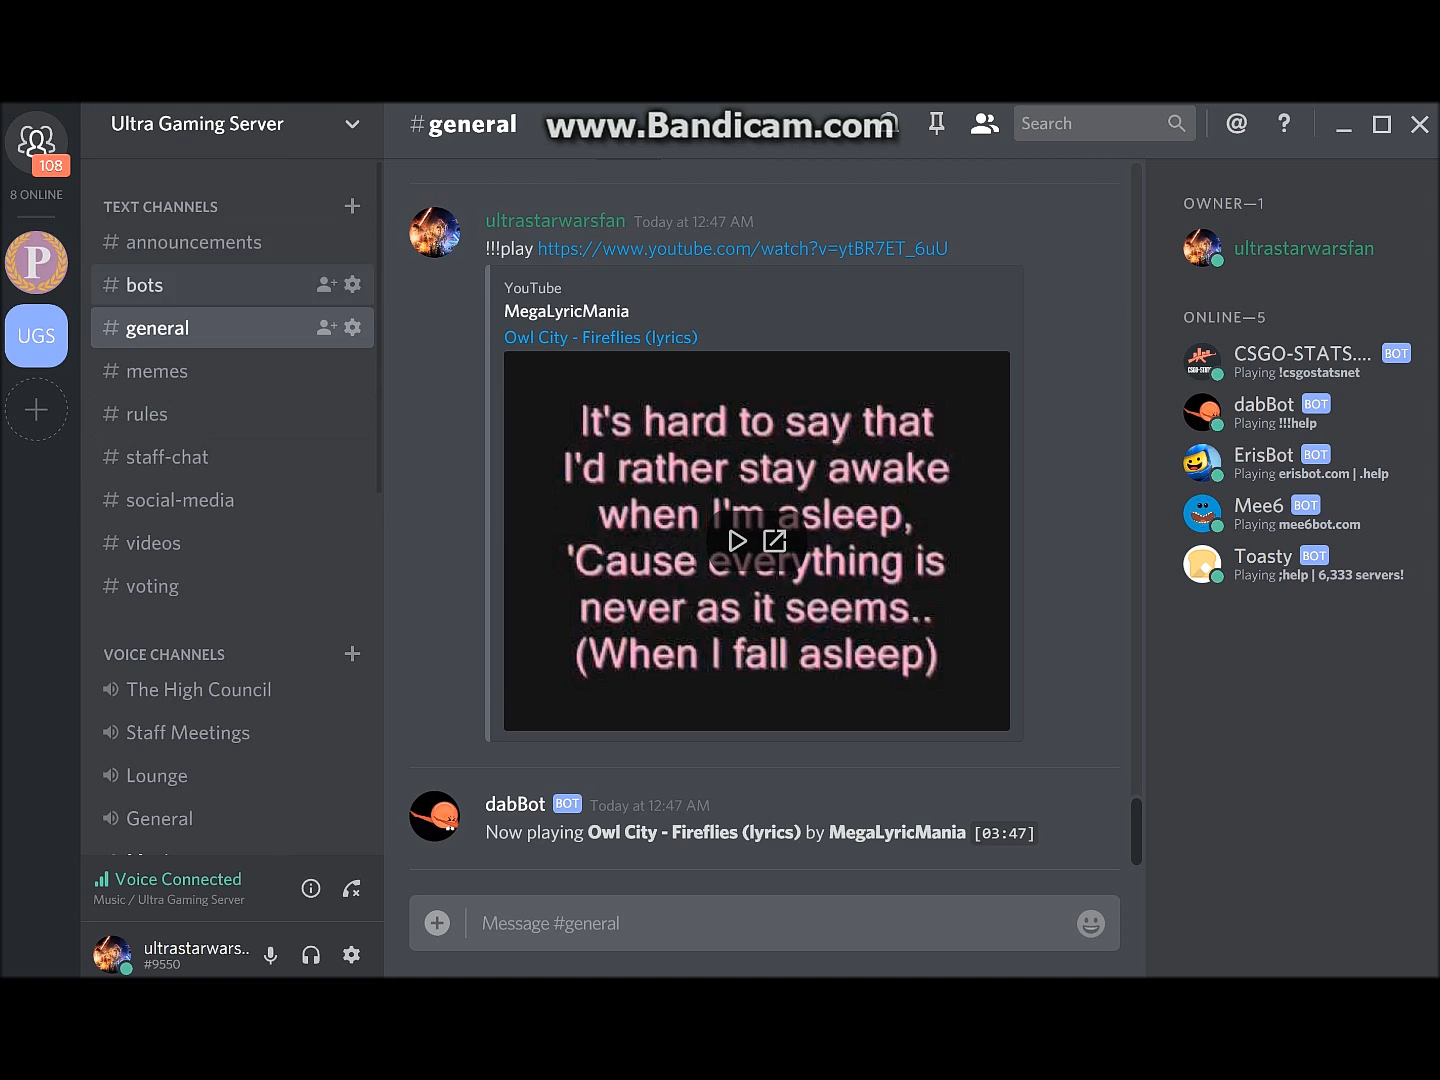 www.Bandicam.com
108
8 ONLINE
P
UGS
Ultra Gaming Server
TEXT CHANNELS
# announcements
# bots
# general
# memes
# rules
# staff-chat
# social-media
# videos
# voting
VOICE CHANNELS
The High Council
Staff Meetings
Lounge
General
Voice Connected
Music / Ultra Gaming Server
ultrastarwars..
#9550
#general
Search
@ ?
ultrastarwarsfan Today at 12:47 AM
!!!play https://www.youtube.com/watch?v=ytBR7ET_6uU
YouTube
MegaLyricMania
Owl City - Fireflies (lyrics)
It's hard to say that
I'd rather stay awake
when I'm asleep,
'Cause everything is
never as it seems..
(When I fall asleep)
dabBot BOT Today at 12:47 AM
Now playing Owl City - Fireflies (lyrics) by MegaLyricMania [03:47]
Message #general
OWNER—1
ultrastarwarsfan
ONLINE—5
CSGO-STATS.... BOT
Playing !csgostatsnet
dabBot BOT
Playing !!!help
ErisBot BOT
Playing erisbot.com | .help
Mee6 BOT
Playing mee6bot.com
Toasty BOT
Playing ;help | 6,333 servers!